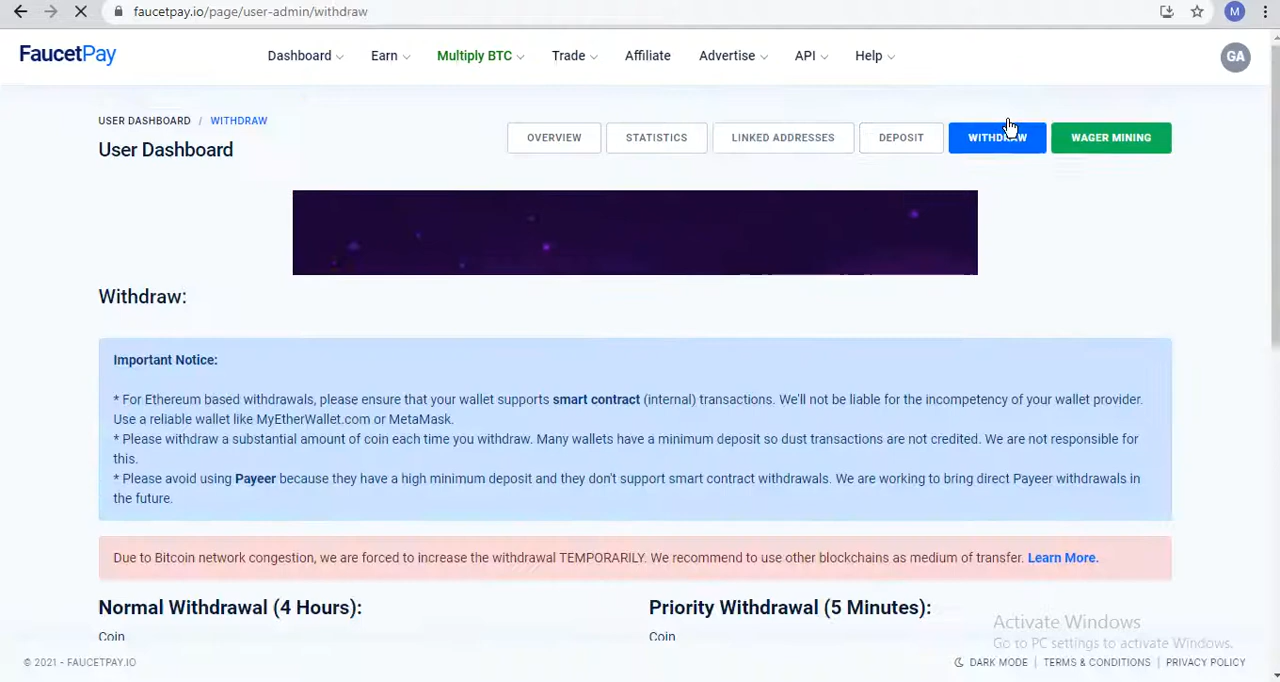 faucetpay.io/page/user-admin/withdraw
M
FaucetPay
Dashboard Earn Multiply BTC Trade Affiliate Advertise API Help
GA
USER DASHBOARD / WITHDRAW
User Dashboard
OVERVIEW STATISTICS LINKED ADDRESSES DEPOSIT WITHDRAW WAGER MINING
Withdraw:
Important Notice:
* For Ethereum based withdrawals, please ensure that your wallet supports smart contract (internal) transactions. We'll not be liable for the incompetency of your wallet provider.
Use a reliable wallet like MyEtherWallet.com or MetaMask.
* Please withdraw a substantial amount of coin each time you withdraw. Many wallets have a minimum deposit so dust transactions are not credited. We are not responsible for
this.
* Please avoid using Payeer because they have a high minimum deposit and they don't support smart contract withdrawals. We are working to bring direct Payeer withdrawals in
the future.
Due to Bitcoin network congestion, we are forced to increase the withdrawal TEMPORARILY. We recommend to use other blockchains as medium of transfer. Learn More.
Normal Withdrawal (4 Hours):
Coin
Priority Withdrawal (5 Minutes):
Coin
Activate Windows
Go to PC settings to activate Windows.
© 2021 - FAUCETPAY.IO
DARK MODE | TERMS & CONDITIONS | PRIVACY POLICY